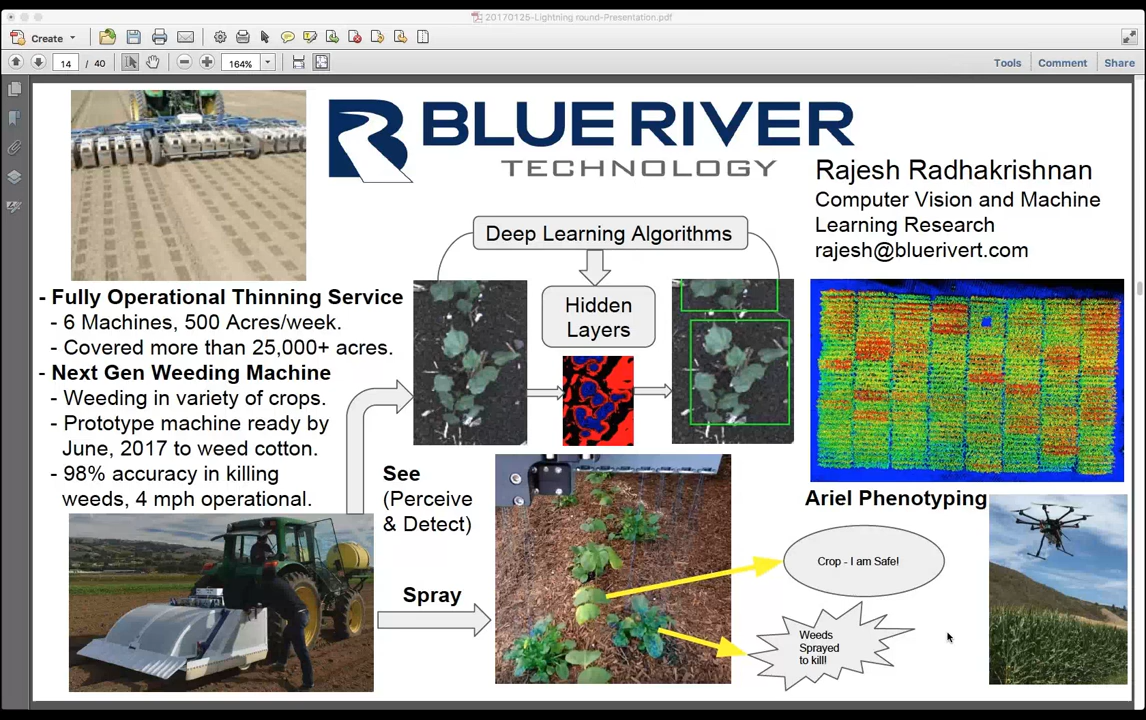 20170125-Lightning round-Presentation.pdf
Create
14 / 40
164%
Tools Comment Share
BLUE RIVER
TECHNOLOGY
Rajesh Radhakrishnan
Computer Vision and Machine
Learning Research
rajesh@bluerivert.com
Deep Learning Algorithms
Hidden
Layers
- Fully Operational Thinning Service
- 6 Machines, 500 Acres/week.
- Covered more than 25,000+ acres.
- Next Gen Weeding Machine
- Weeding in variety of crops.
- Prototype machine ready by
June, 2017 to weed cotton.
- 98% accuracy in killing
weeds, 4 mph operational.
See
(Perceive
& Detect)
Spray
Ariel Phenotyping
Crop - I am Safe!
Weeds
Sprayed
to kill!